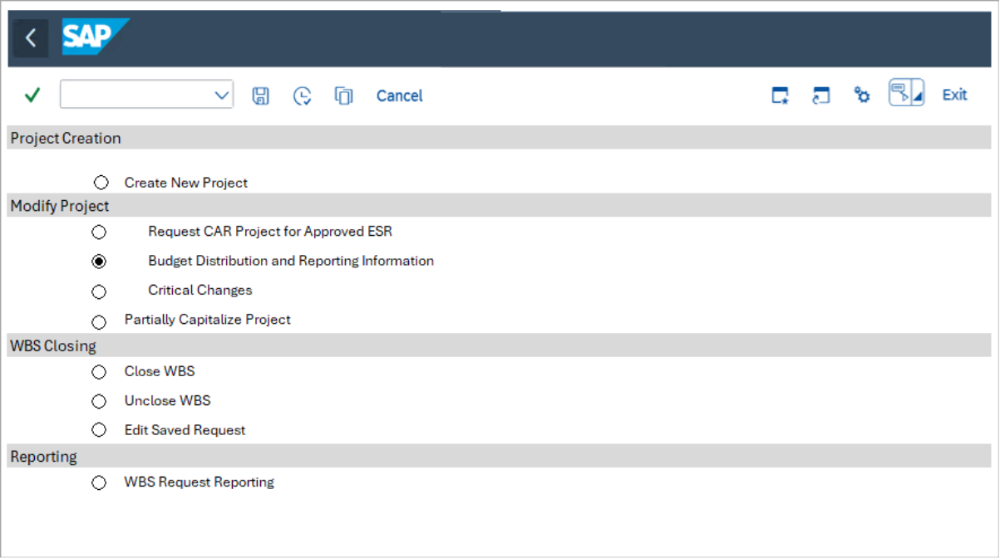 SAP
Cancel Exit
Project Creation
Create New Project
Modify Project
Request CAR Project for Approved ESR
Budget Distribution and Reporting Information
Critical Changes
Partially Capitalize Project
WBS Closing
Close WBS
Unclose WBS
Edit Saved Request
Reporting
WBS Request Reporting